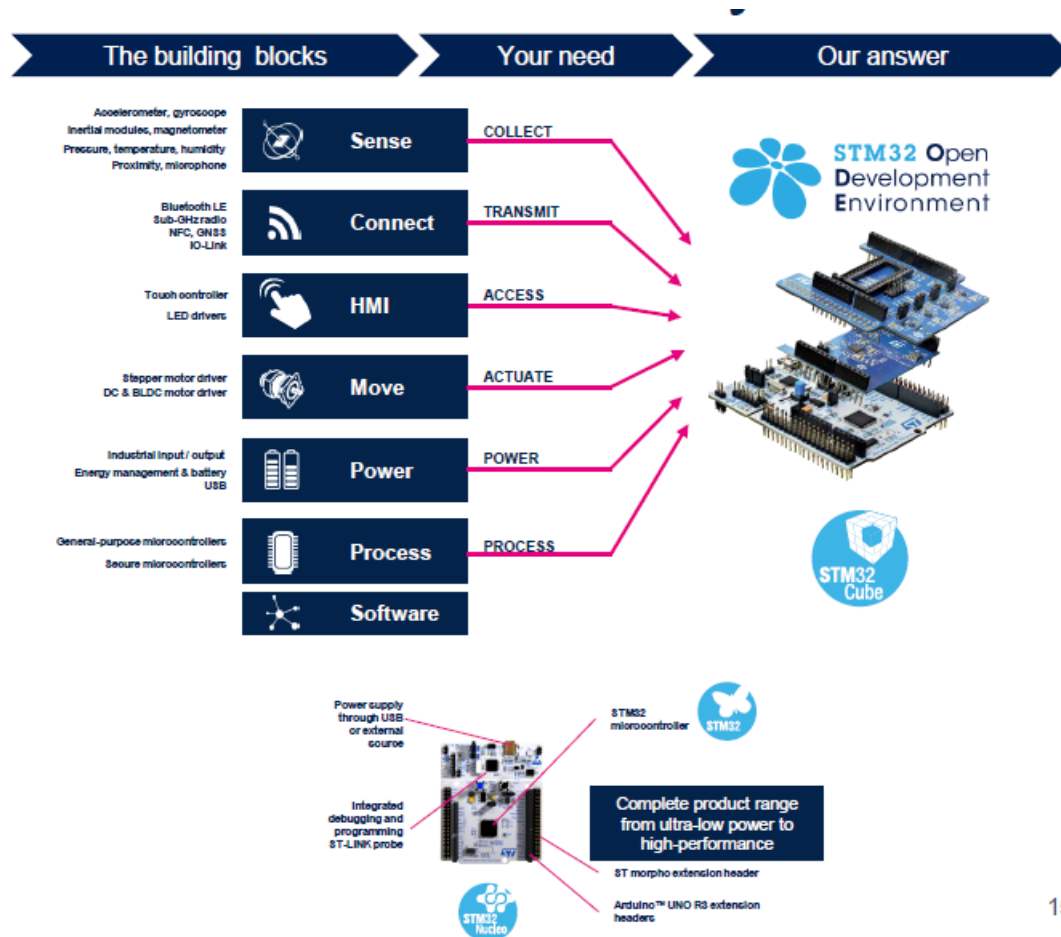 The building blocks
Your need
Our answer
Accelerometer, gyroscope
Inertial modules, magnetometer
Pressure, temperature, humidity
Proximity, microphone
Sense
COLLECT
STM32 Open
Development
Environment
Bluetooth LE
Sub-GHz radio
NFC, GNSS
IO-Link
Connect
TRANSMIT
Touch controller
LED drivers
HMI
ACCESS
Stepper motor driver
DC & BLDC motor driver
Move
ACTUATE
Industrial input / output
Energy management & battery
USB
Power
POWER
General-purpose microcontrollers
Secure microcontrollers
Process
PROCESS
STM32
Cube
Software
Power supply
through USB
or external
source
STM32
microcontroller
STM32
Integrated
debugging and
programming
ST-LINK probe
Complete product range
from ultra-low power to
high-performance
ST morpho extension header
Arduino™ UNO R3 extension
headers
STM32
Nucleo